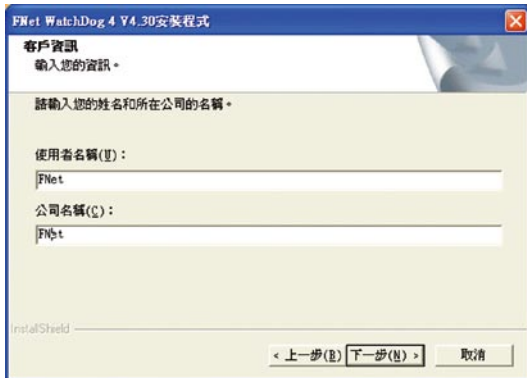 FNet WatchDog 4 V4.30安裝程式
客戶資訊
輸入您的資訊。
請輸入您的姓名和所在公司的名稱。
使用者名稱(U)：
FNet
公司名稱(C)：
FNet
InstallShield
< 上一步(B)
下一步(N) >
取消